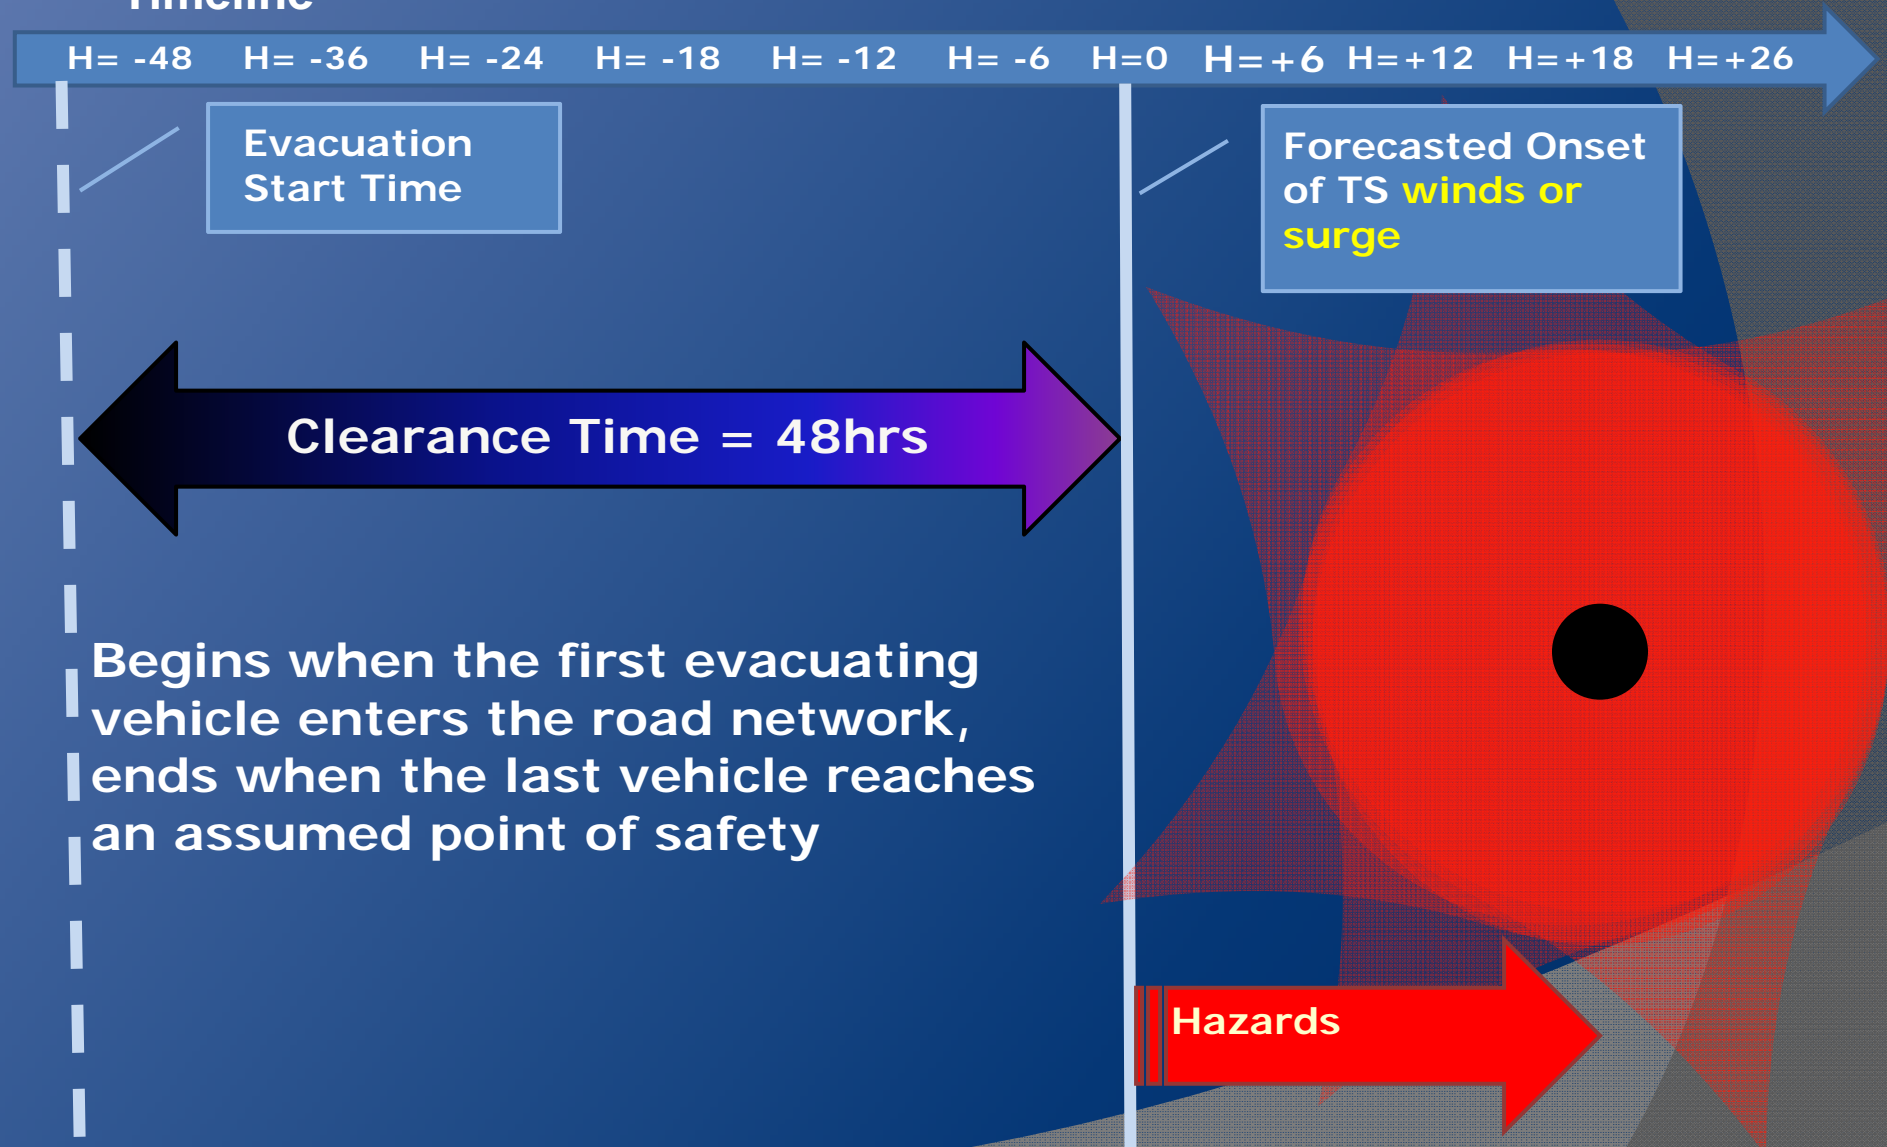 Timeline
H= -48 H= -36 H= -24 H= -18 H= -12 H= -6 H=0 H=+6 H=+12 H=+18 H=+26
Evacuation
Start Time
Forecasted Onset
of TS winds or
surge
Clearance Time = 48hrs
Begins when the first evacuating
vehicle enters the road network,
ends when the last vehicle reaches
an assumed point of safety
Hazards